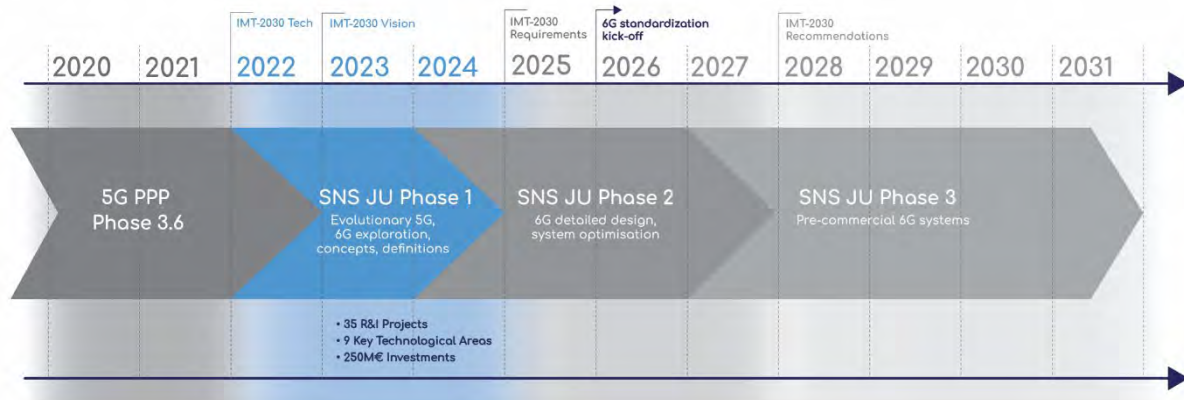 IMT-2030 Tech
IMT-2030 Vision
IMT-2030
Requirements
6G standardization
kick-off
IMT-2030
Recommendations
2020
2021
2022
2023
2024
2025
2026
2027
2028
2029
2030
2031
5G PPP
Phase 3.6
SNS JU Phase 1
Evolutionary 5G,
6G exploration,
concepts, definitions
SNS JU Phase 2
6G detailed design,
system optimisation
SNS JU Phase 3
Pre-commercial 6G systems
• 35 R&I Projects
• 9 Key Technological Areas
• 250M€ Investments